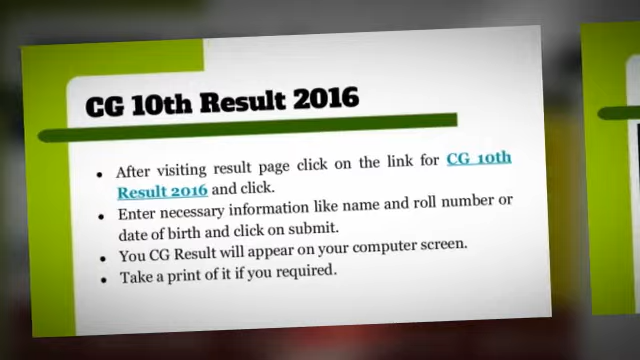 CG 10th Result 2016
• After visiting result page click on the link for CG 10th
Result 2016 and click.
• Enter necessary information like name and roll number or
date of birth and click on submit.
• You CG Result will appear on your computer screen.
• Take a print of it if you required.